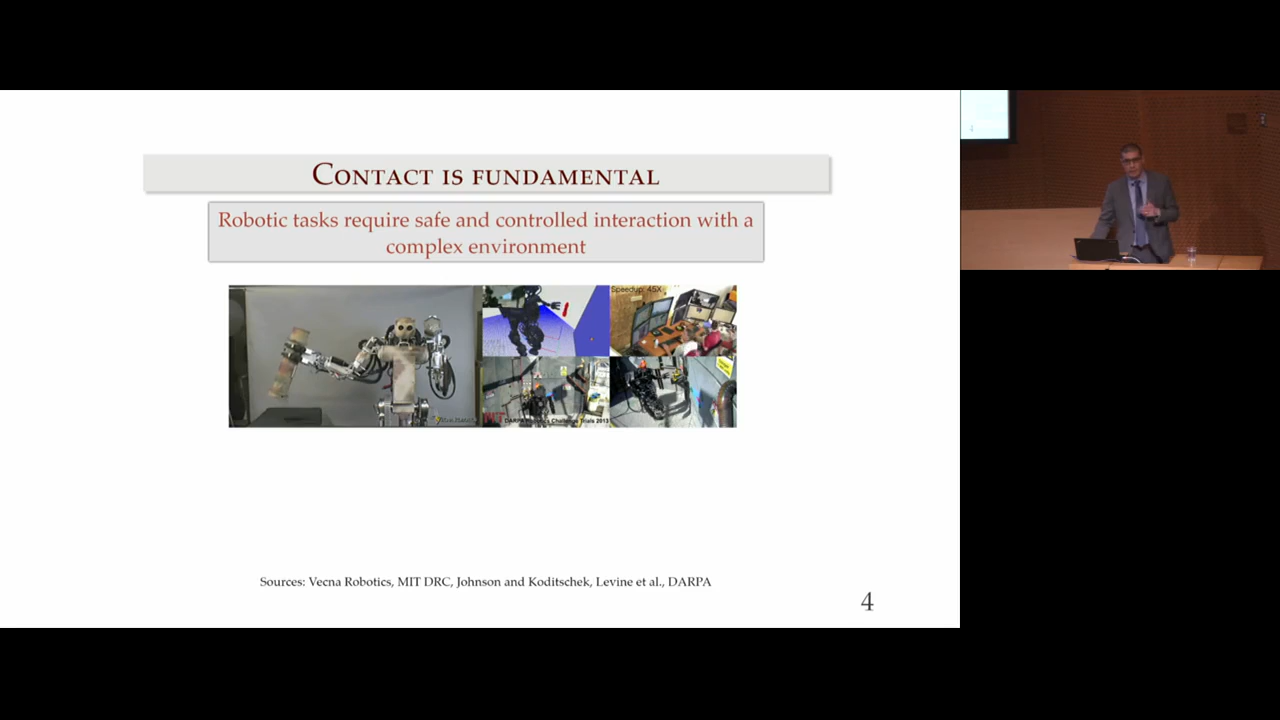 CONTACT IS FUNDAMENTAL
Robotic tasks require safe and controlled interaction with a
complex environment
Speedup: 45X
MIT
DARPA Robotics Challenge Trials 2013
Sources: Vecna Robotics, MIT DRC, Johnson and Koditschek, Levine et al., DARPA
4